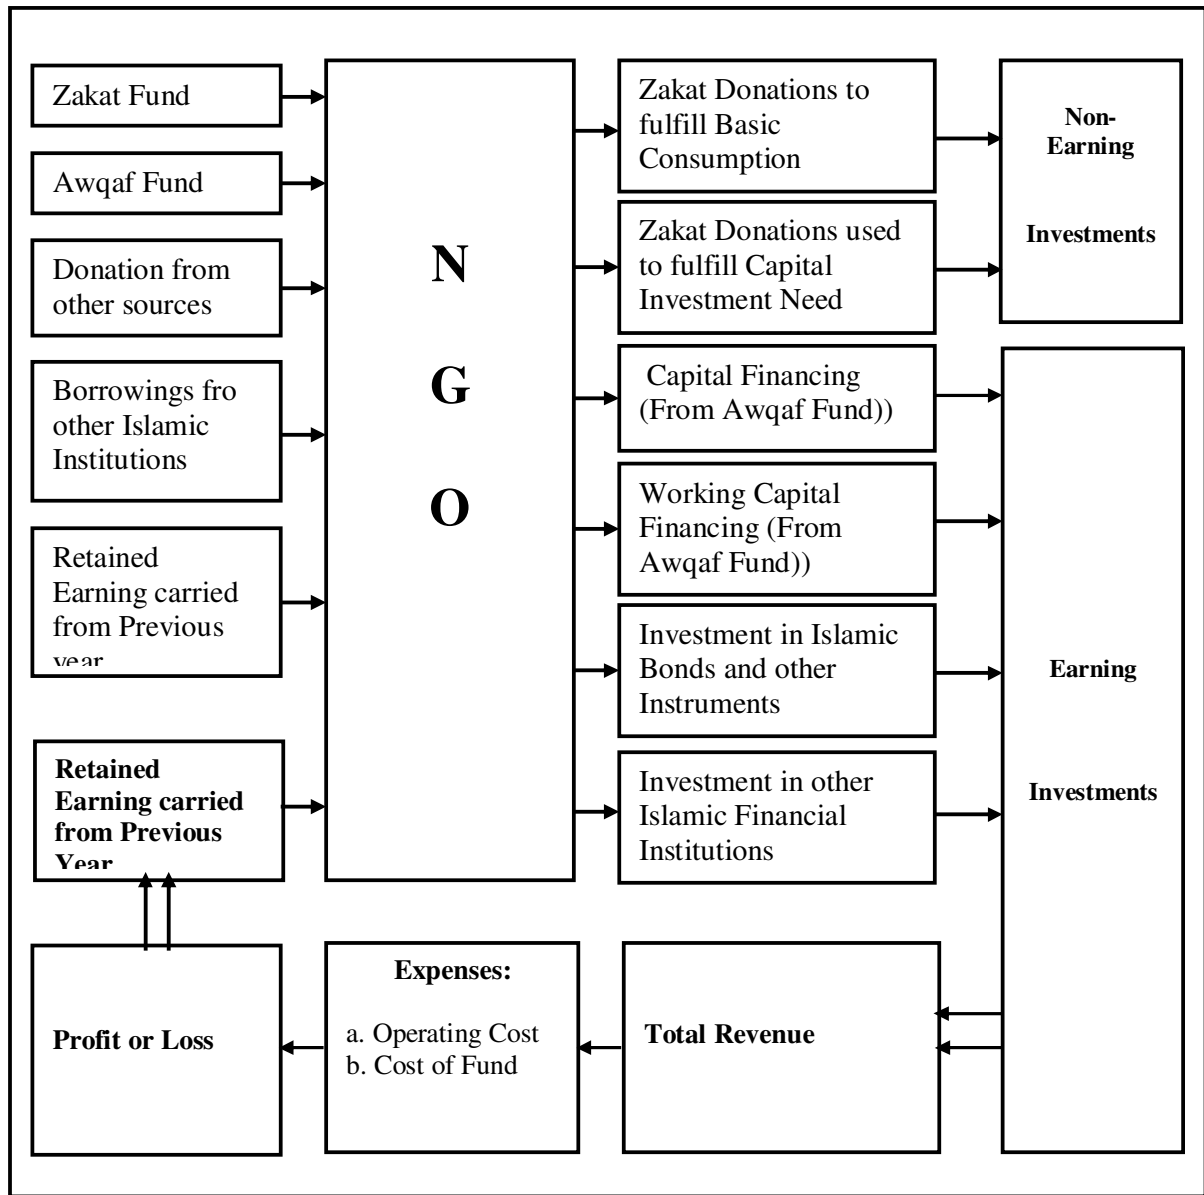 Zakat Fund
Awqaf Fund
Donation from
other sources
Borrowings fro
other Islamic
Institutions
Retained
Earning carried
from Previous
year
Retained
Earning carried
from Previous
Year
N
G
O
Zakat Donations to
fulfill Basic
Consumption
Zakat Donations used
to fulfill Capital
Investment Need
Capital Financing
(From Awqaf Fund))
Working Capital
Financing (From
Awqaf Fund))
Investment in Islamic
Bonds and other
Instruments
Investment in other
Islamic Financial
Institutions
Non-
Earning
Investments
Earning
Investments
Profit or Loss
Expenses:
a. Operating Cost
b. Cost of Fund
Total Revenue